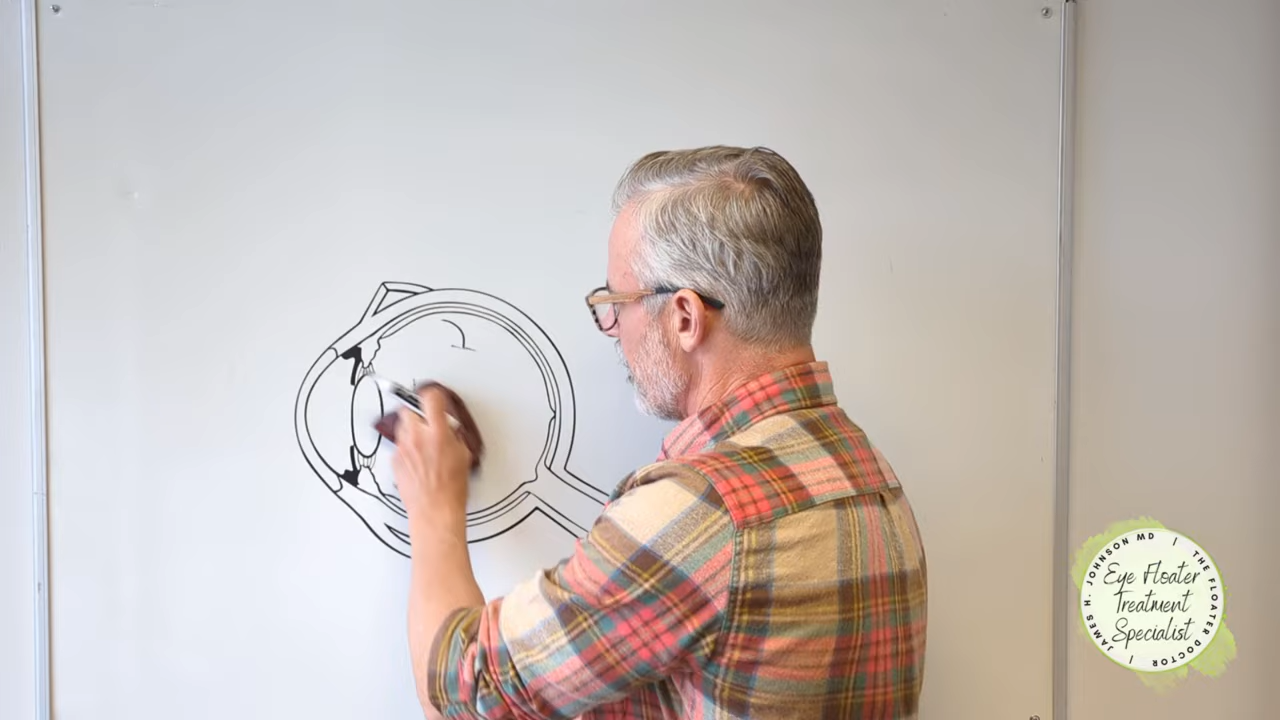 JAMES H. JOHNSON MD | THE FLOATER DOCTOR |
Eye Floater
Treatment
Specialist